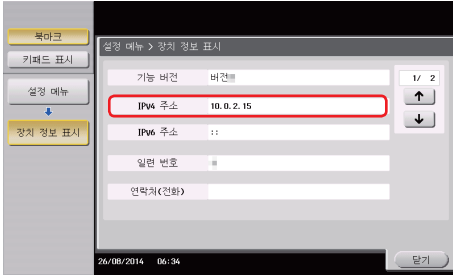 북마크
키패드 표시
설정 메뉴
장치 정보 표시
설정 메뉴 > 장치 정보 표시
기능 버전 버전
IPv4 주소 10.0.2.15
IPv6 주소 ::
일련 번호
연락처(전화)
1/ 2
26/08/2014 06:34
닫기